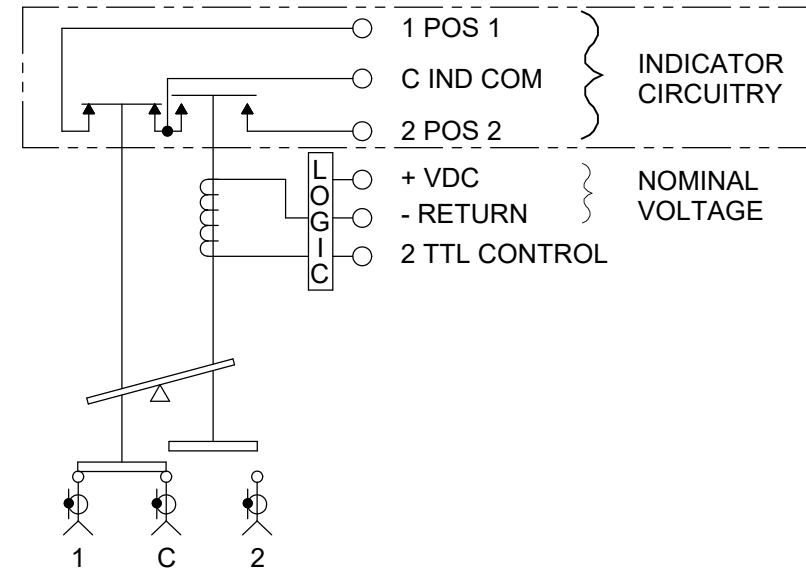 1 POS 1
C IND COM
2 POS 2
INDICATOR
CIRCUITRY
LOGIC
+ VDC
- RETURN
2 TTL CONTROL
NOMINAL
VOLTAGE
1 C 2